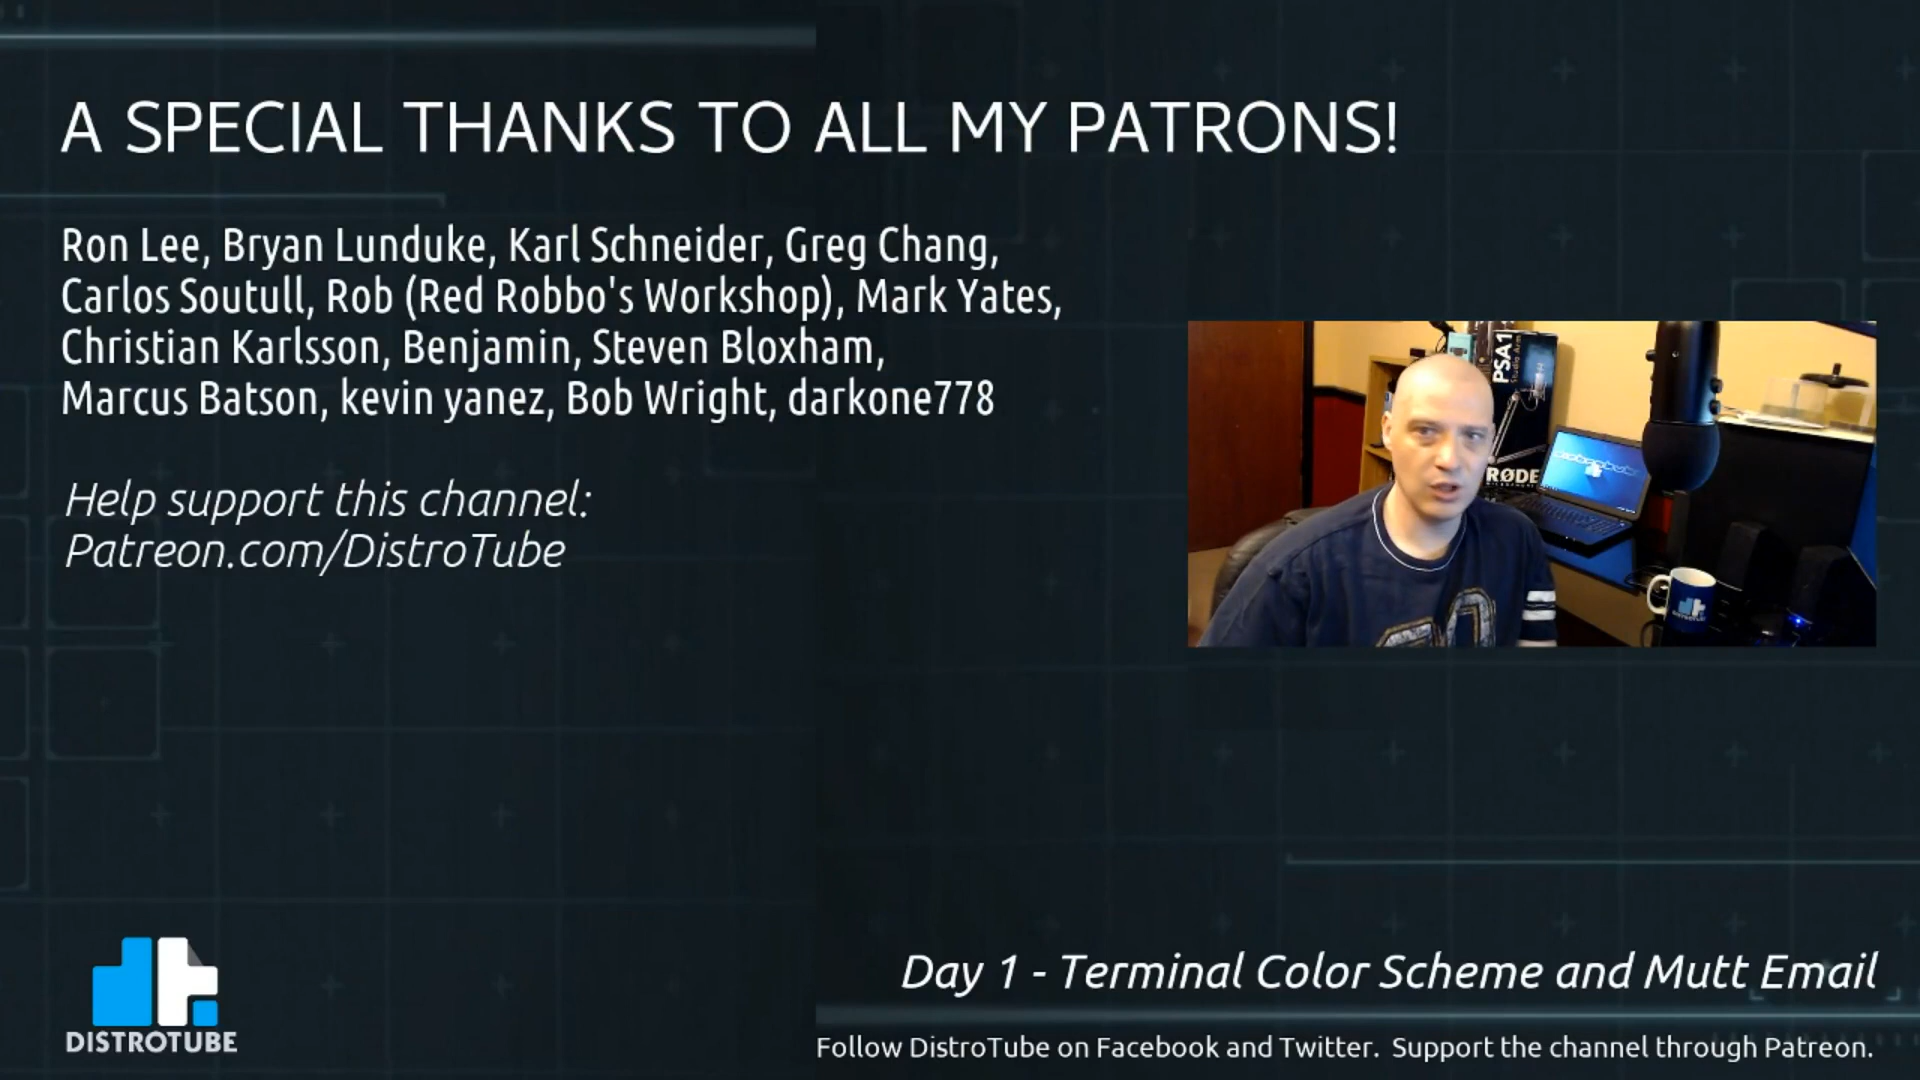 A SPECIAL THANKS TO ALL MY PATRONS!
Ron Lee, Bryan Lunduke, Karl Schneider, Greg Chang,
Carlos Soutull, Rob (Red Robbo's Workshop), Mark Yates,
Christian Karlsson, Benjamin, Steven Bloxham,
Marcus Batson, kevin yanez, Bob Wright, darkone778
Help support this channel:
Patreon.com/DistroTube
PSA1
RØDE
DISTROTUBE
Day 1 - Terminal Color Scheme and Mutt Email
Follow DistroTube on Facebook and Twitter. Support the channel through Patreon.